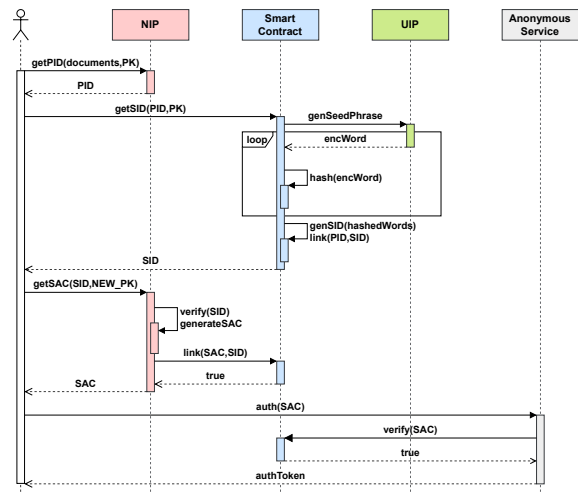 NIP
Smart
Contract
UIP
Anonymous
Service
getPID(documents,PK)
PID
getSID(PID,PK)
genSeedPhrase
loop
encWord
hash(encWord)
genSID(hashedWords)
link(PID,SID)
SID
getSAC(SID,NEW_PK)
verify(SID)
generateSAC
link(SAC,SID)
true
SAC
auth(SAC)
verify(SAC)
true
authToken